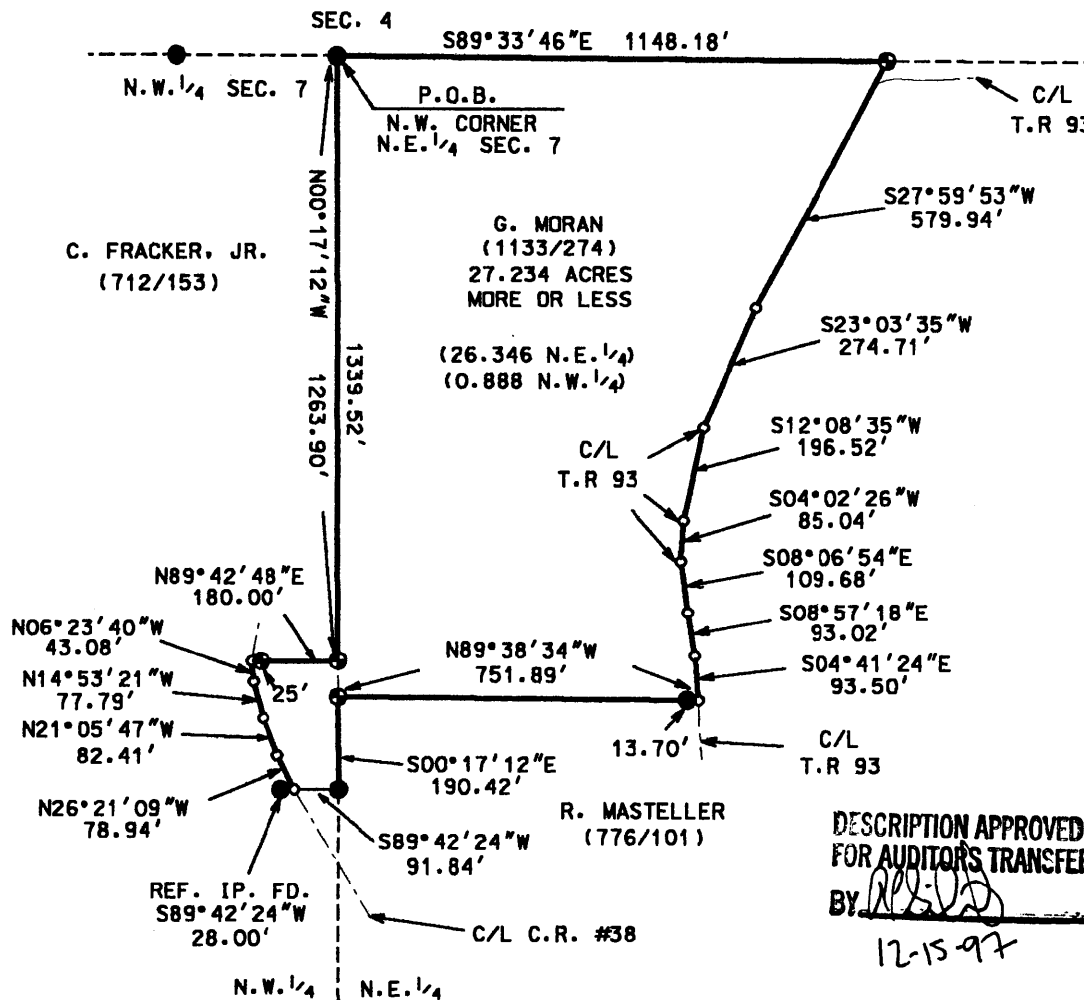 SEC. 4
S89°33'46"E 1148.18'
N.W.1/4 SEC. 7
P.O.B.
N.W. CORNER
N.E.1/4 SEC. 7
C/L
T.R 93
N00°17'12"W 1263.90'
1339.52'
C. FRACKER, JR.
(712/153)
G. MORAN
(1133/274)
27.234 ACRES
MORE OR LESS
(26.346 N.E.1/4)
(0.888 N.W.1/4)
S27°59'53"W
579.94'
S23°03'35"W
274.71'
C/L
T.R 93
S12°08'35"W
196.52'
S04°02'26"W
85.04'
S08°06'54"E
109.68'
S08°57'18"E
93.02'
S04°41'24"E
93.50'
N89°42'48"E
180.00'
N06°23'40"W
43.08'
25'
N14°53'21"W
77.79'
N21°05'47"W
82.41'
N26°21'09"W
78.94'
N89°38'34"W
751.89'
13.70'
C/L
T.R 93
S00°17'12"E
190.42'
S89°42'24"W
91.84'
R. MASTELLER
(776/101)
REF. IP. FD.
S89°42'24"W
28.00'
C/L C.R. #38
N.W.1/4 N.E.1/4
DESCRIPTION APPROVED
FOR AUDITORS TRANSFE
BY
12-15-97